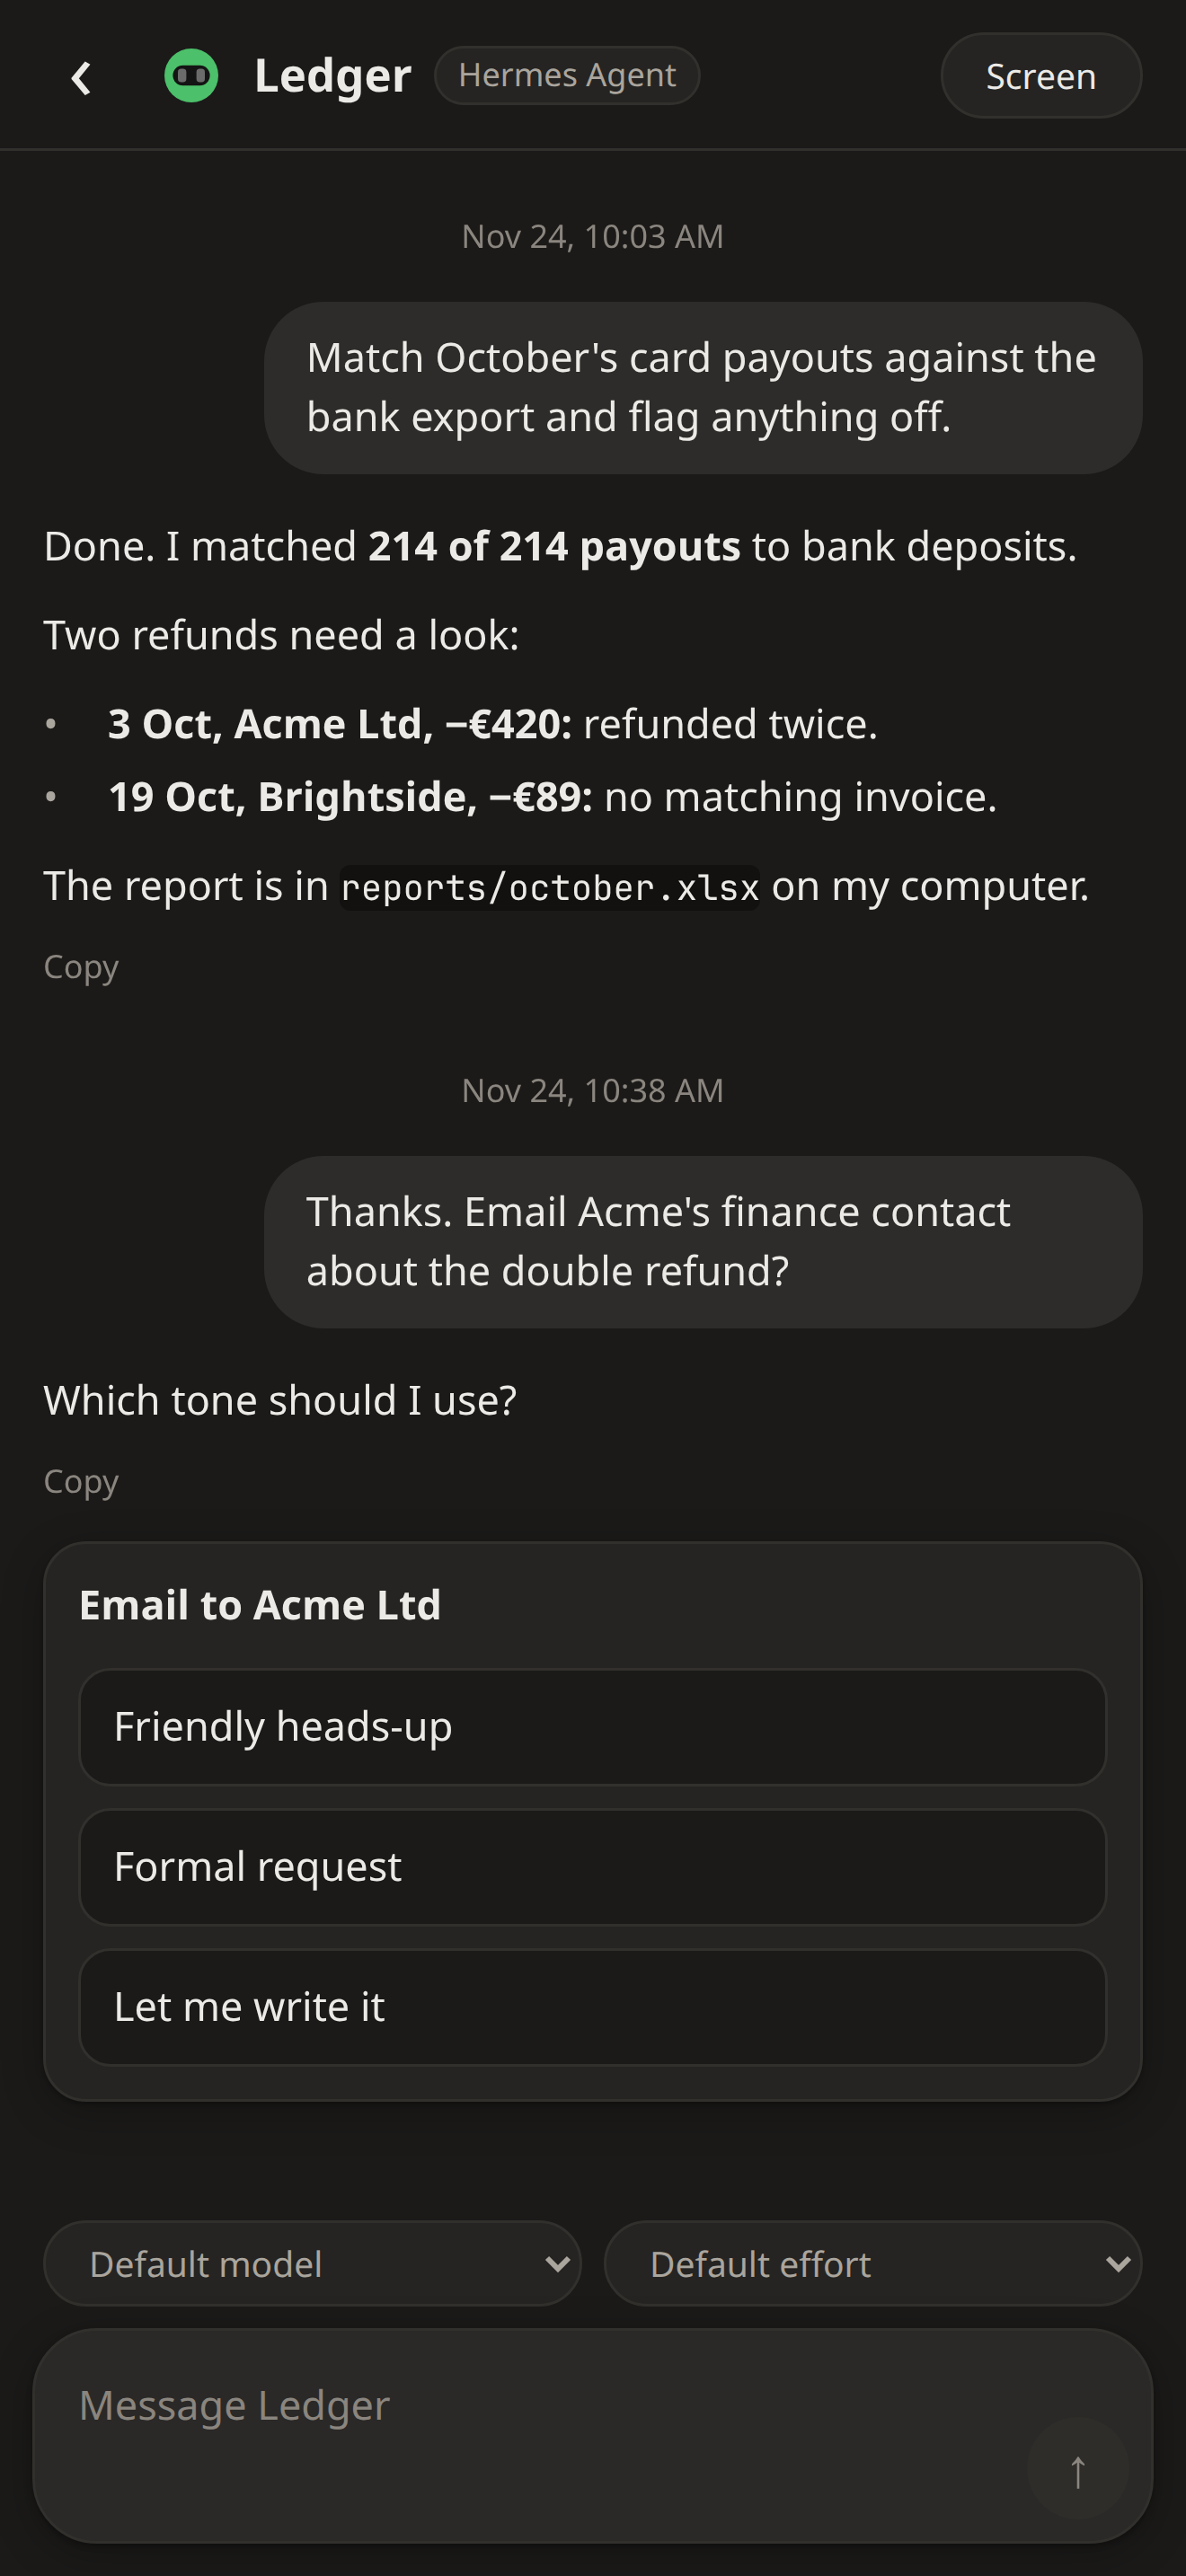 Ledger Hermes Agent Screen
Nov 24, 10:03 AM
Match October's card payouts against the
bank export and flag anything off.
Done. I matched 214 of 214 payouts to bank deposits.
Two refunds need a look:
• 3 Oct, Acme Ltd, −€420: refunded twice.
• 19 Oct, Brightside, −€89: no matching invoice.
The report is in reports/october.xlsx on my computer.
Copy
Nov 24, 10:38 AM
Thanks. Email Acme's finance contact
about the double refund?
Which tone should I use?
Copy
Email to Acme Ltd
Friendly heads-up
Formal request
Let me write it
Default model Default effort
Message Ledger